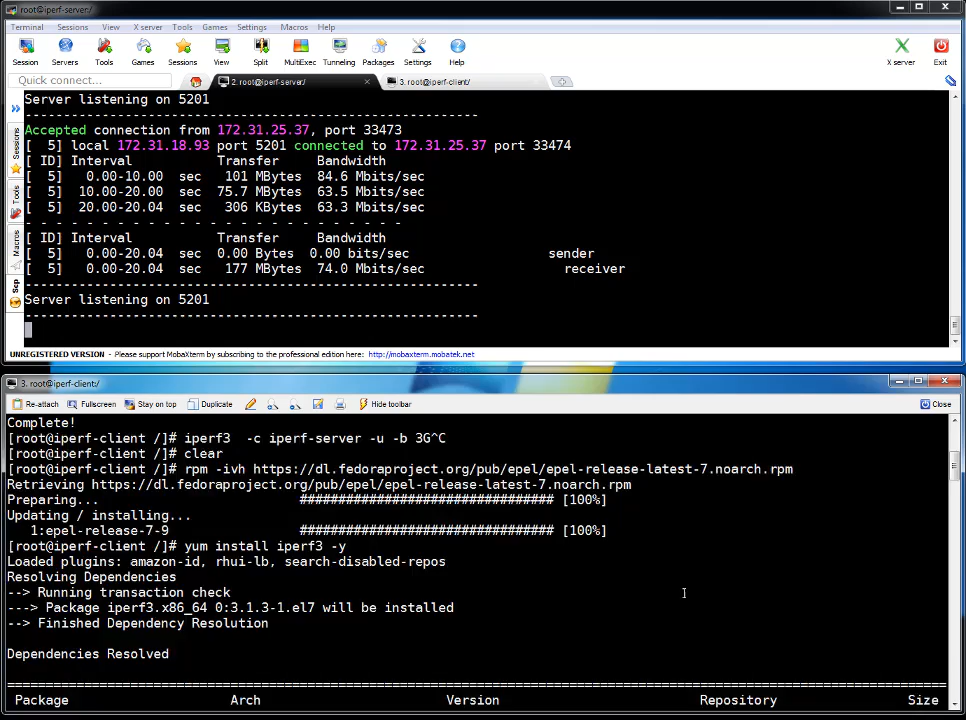 root@iperf-server:/
Terminal Sessions View X server Tools Games Settings Macros Help
Session Servers Tools Games Sessions View Split MultiExec Tunneling Packages Settings Help X server Exit
Quick connect... 2. root@iperf-server:/ 3. root@iperf-client:/
Sessions
Tools
Macros
Scp
Server listening on 5201
-----------------------------------------------------------
Accepted connection from 172.31.25.37, port 33473
[  5] local 172.31.18.93 port 5201 connected to 172.31.25.37 port 33474
[ ID] Interval           Transfer     Bandwidth
[  5]   0.00-10.00  sec   101 MBytes  84.6 Mbits/sec
[  5]  10.00-20.00  sec  75.7 MBytes  63.5 Mbits/sec
[  5]  20.00-20.04  sec   306 KBytes  63.3 Mbits/sec
- - - - - - - - - - - - - - - - - - - - - - - - -
[ ID] Interval           Transfer     Bandwidth
[  5]   0.00-20.04  sec  0.00 Bytes  0.00 bits/sec                  sender
[  5]   0.00-20.04  sec   177 MBytes  74.0 Mbits/sec                  receiver
-----------------------------------------------------------
Server listening on 5201
-----------------------------------------------------------
UNREGISTERED VERSION - Please support MobaXterm by subscribing to the professional edition here: http://mobaxterm.mobatek.net
3. root@iperf-client:/
Re-attach Fullscreen Stay on top Duplicate Hide toolbar Close
Complete!
[root@iperf-client /]# iperf3  -c iperf-server -u -b 3G^C
[root@iperf-client /]# clear
[root@iperf-client /]# rpm -ivh https://dl.fedoraproject.org/pub/epel/epel-release-latest-7.noarch.rpm
Retrieving https://dl.fedoraproject.org/pub/epel/epel-release-latest-7.noarch.rpm
Preparing...                          ################################# [100%]
Updating / installing...
   1:epel-release-7-9                 ################################# [100%]
[root@iperf-client /]# yum install iperf3 -y
Loaded plugins: amazon-id, rhui-lb, search-disabled-repos
Resolving Dependencies
--> Running transaction check
---> Package iperf3.x86_64 0:3.1.3-1.el7 will be installed
--> Finished Dependency Resolution
Dependencies Resolved
================================================================================
Package Arch Version Repository Size